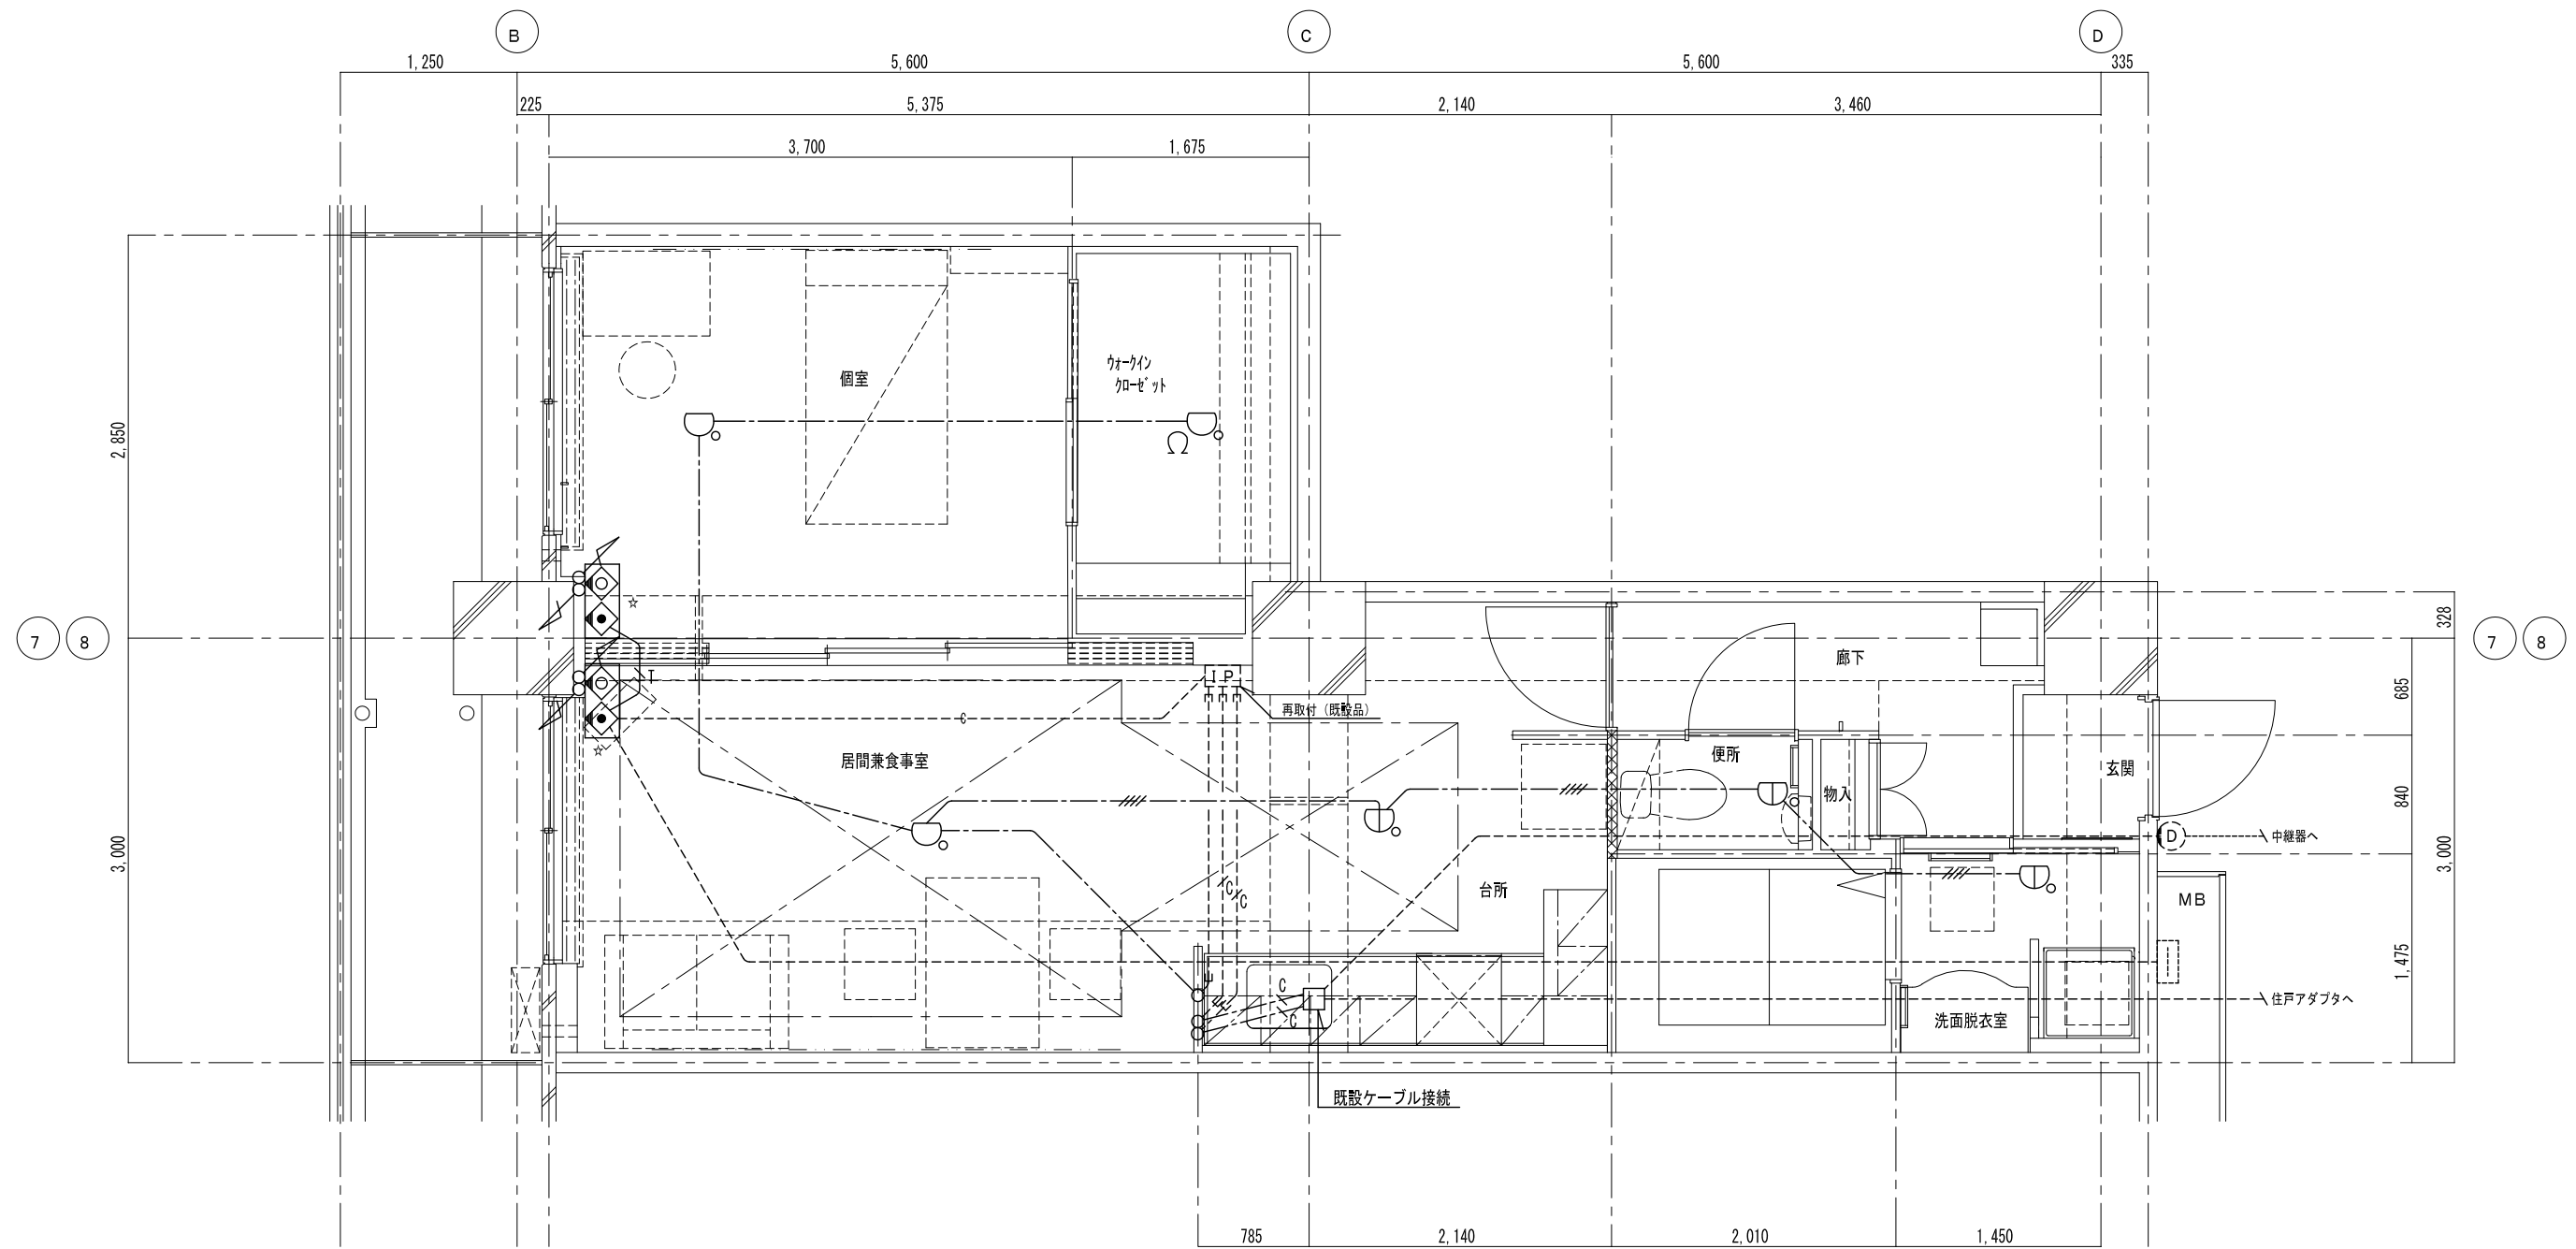 B
C
D
1,250
5,600
5,600
335
225
5,375
2,140
3,460
3,700
1,675
2,850
個室
ｳｫｰｸｲﾝ
ｸﾛｰｾﾞｯﾄ
☆
7
8
7
8
328
廊下
T
I P
685
再取付（既設品）
C
☆
居間兼食事室
便所
玄関
物入
840
D
中継器へ
3,000
3,000
C
C
台所
MB
1,475
E
C
住戸アダプタへ
C
洗面脱衣室
既設ケーブル接続
785
2,140
2,010
1,450